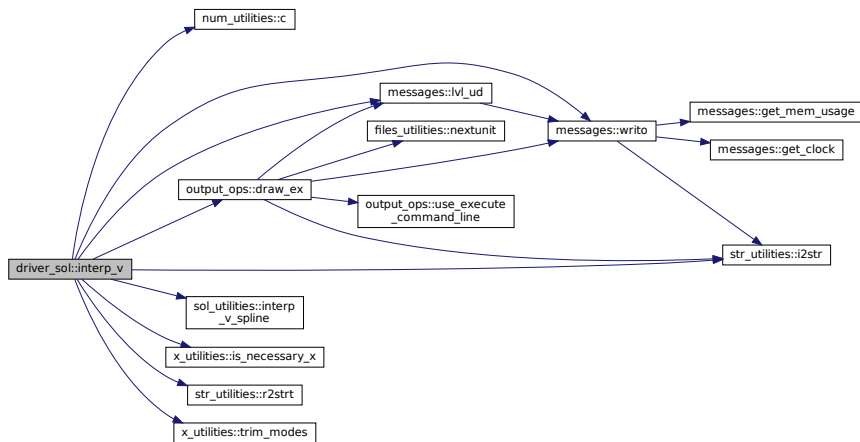 num_utilities::c
messages::lvl_ud
messages::get_mem_usage
files_utilities::nextunit
messages::writo
messages::get_clock
output_ops::draw_ex
output_ops::use_execute
_command_line
str_utilities::i2str
driver_sol::interp_v
sol_utilities::interp
_v_spline
x_utilities::is_necessary_x
str_utilities::r2strt
x_utilities::trim_modes